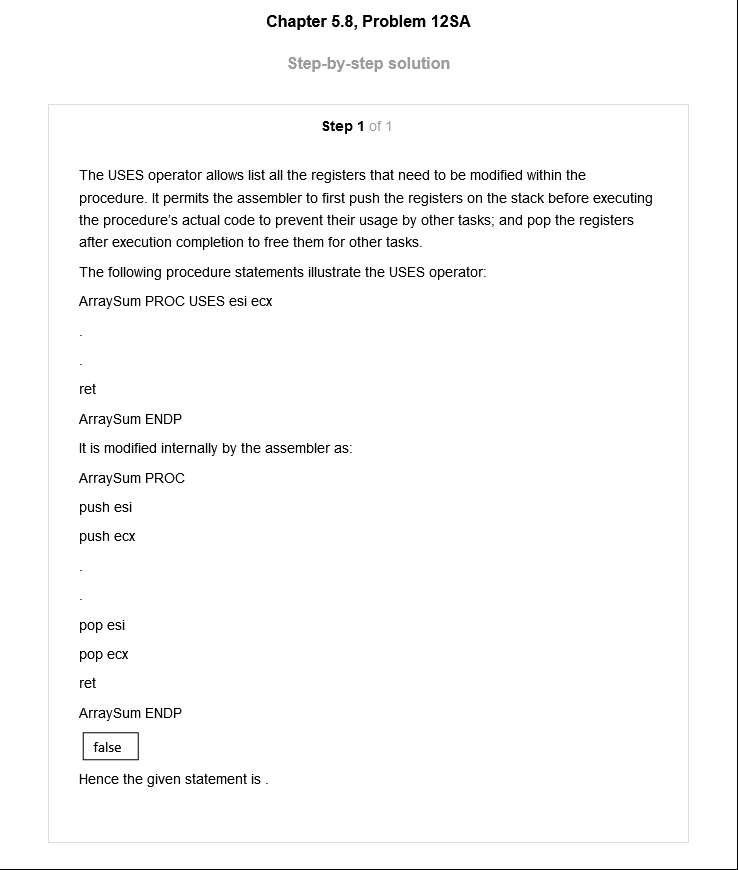 Chapter 5.8, Problem 12SA
Step-by-step solution
Step 1 of 1
The USES operator allows list all the registers that need to be modified within the
procedure. It permits the assembler to first push the registers on the stack before executing
the procedure's actual code to prevent their usage by other tasks; and pop the registers
after execution completion to free them for other tasks.
The following procedure statements illustrate the USES operator:
ArraySum PROC USES esi ecx
.
.
ret
ArraySum ENDP
It is modified internally by the assembler as:
ArraySum PROC
push esi
push ecx
.
.
pop esi
pop ecx
ret
ArraySum ENDP
false
Hence the given statement is .